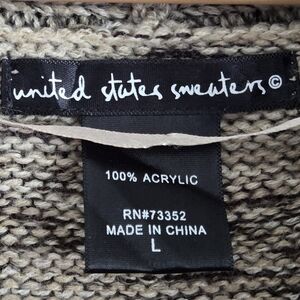 united states sweaters©
100% ACRYLIC
RN#73352
MADE IN CHINA
L